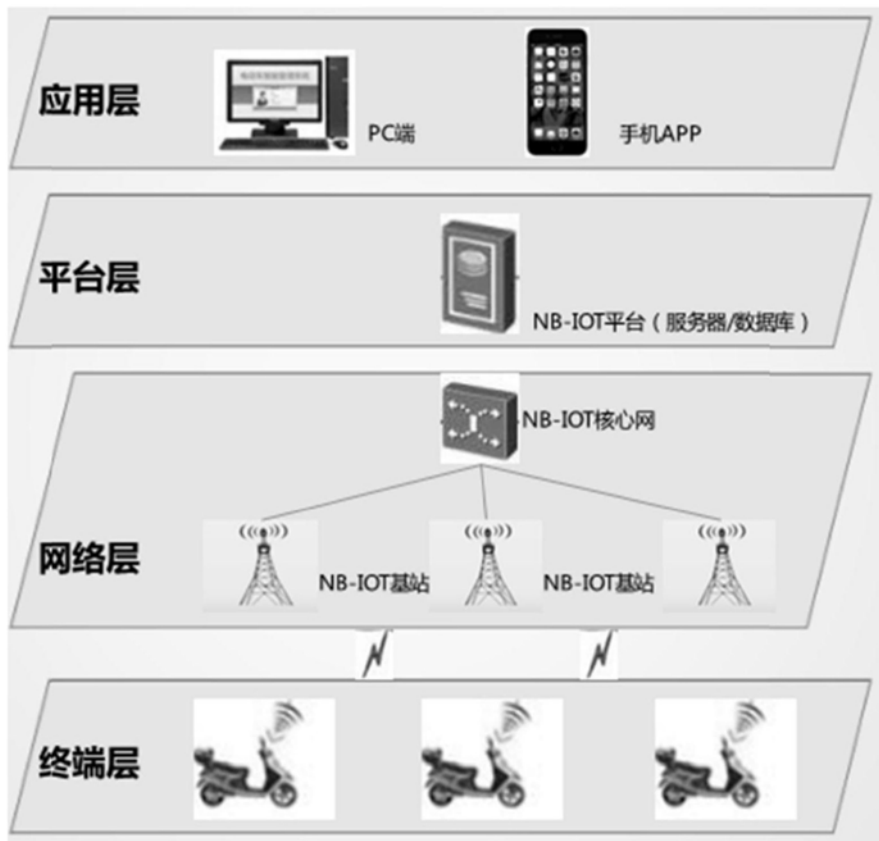 应用层
PC端
手机APP
平台层
NB-IOT平台（服务器/数据库）
NB-IOT核心网
网络层
NB-IOT基站
NB-IOT基站
终端层